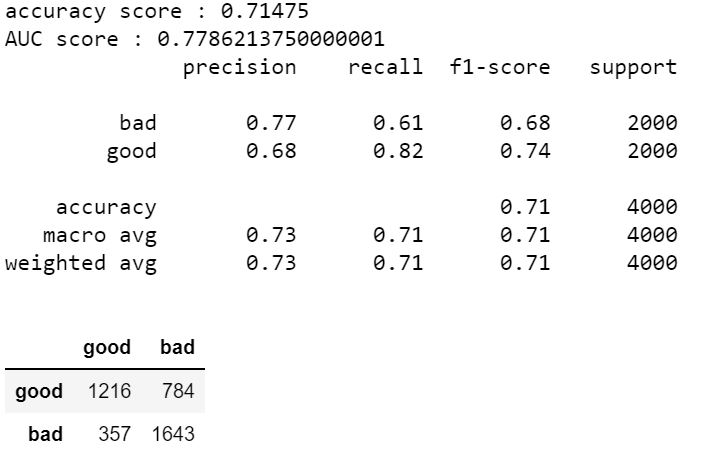 accuracy score : 0.71475
AUC score : 0.7786213750000001
precision recall f1-score support
bad 0.77 0.61 0.68 2000
good 0.68 0.82 0.74 2000
accuracy 0.71 4000
macro avg 0.73 0.71 0.71 4000
weighted avg 0.73 0.71 0.71 4000
good bad
good 1216 784
bad 357 1643